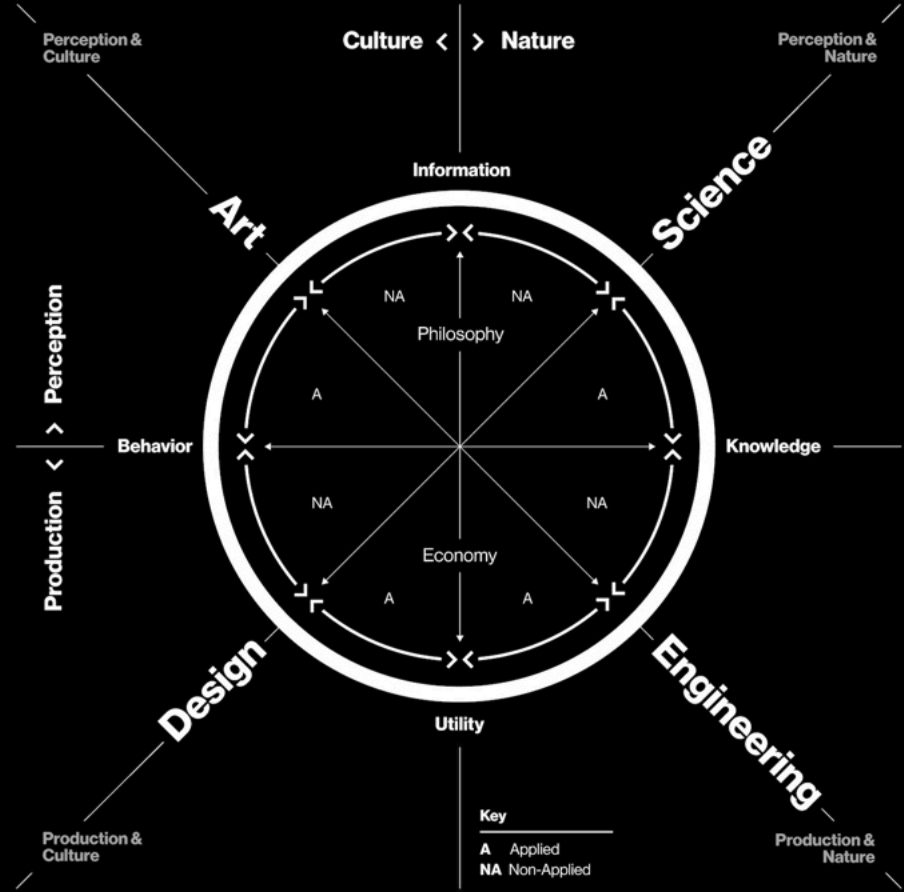 Perception &
Culture
Culture < > Nature
Perception &
Nature
Information
Art
Science
NA
NA
Philosophy
Production < > Perception
A
A
Behavior
Knowledge
NA
NA
Economy
A
A
Design
Engineering
Utility
Production &
Culture
Key
A Applied
NA Non-Applied
Production &
Nature